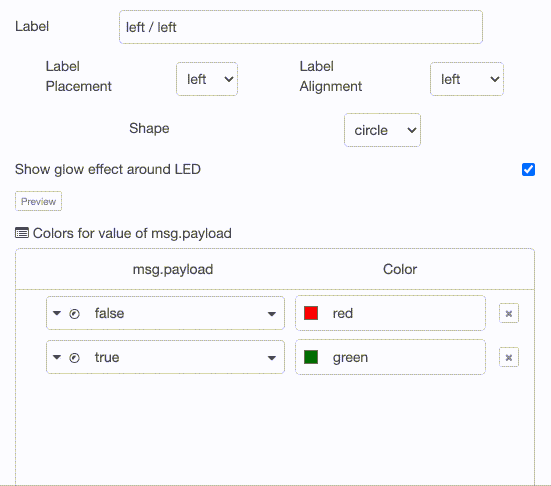 Label
left / left
Label
Placement
left
Label
Alignment
left
Shape
circle
Show glow effect around LED
Preview
Colors for value of msg.payload
msg.payload
Color
false
red
true
green